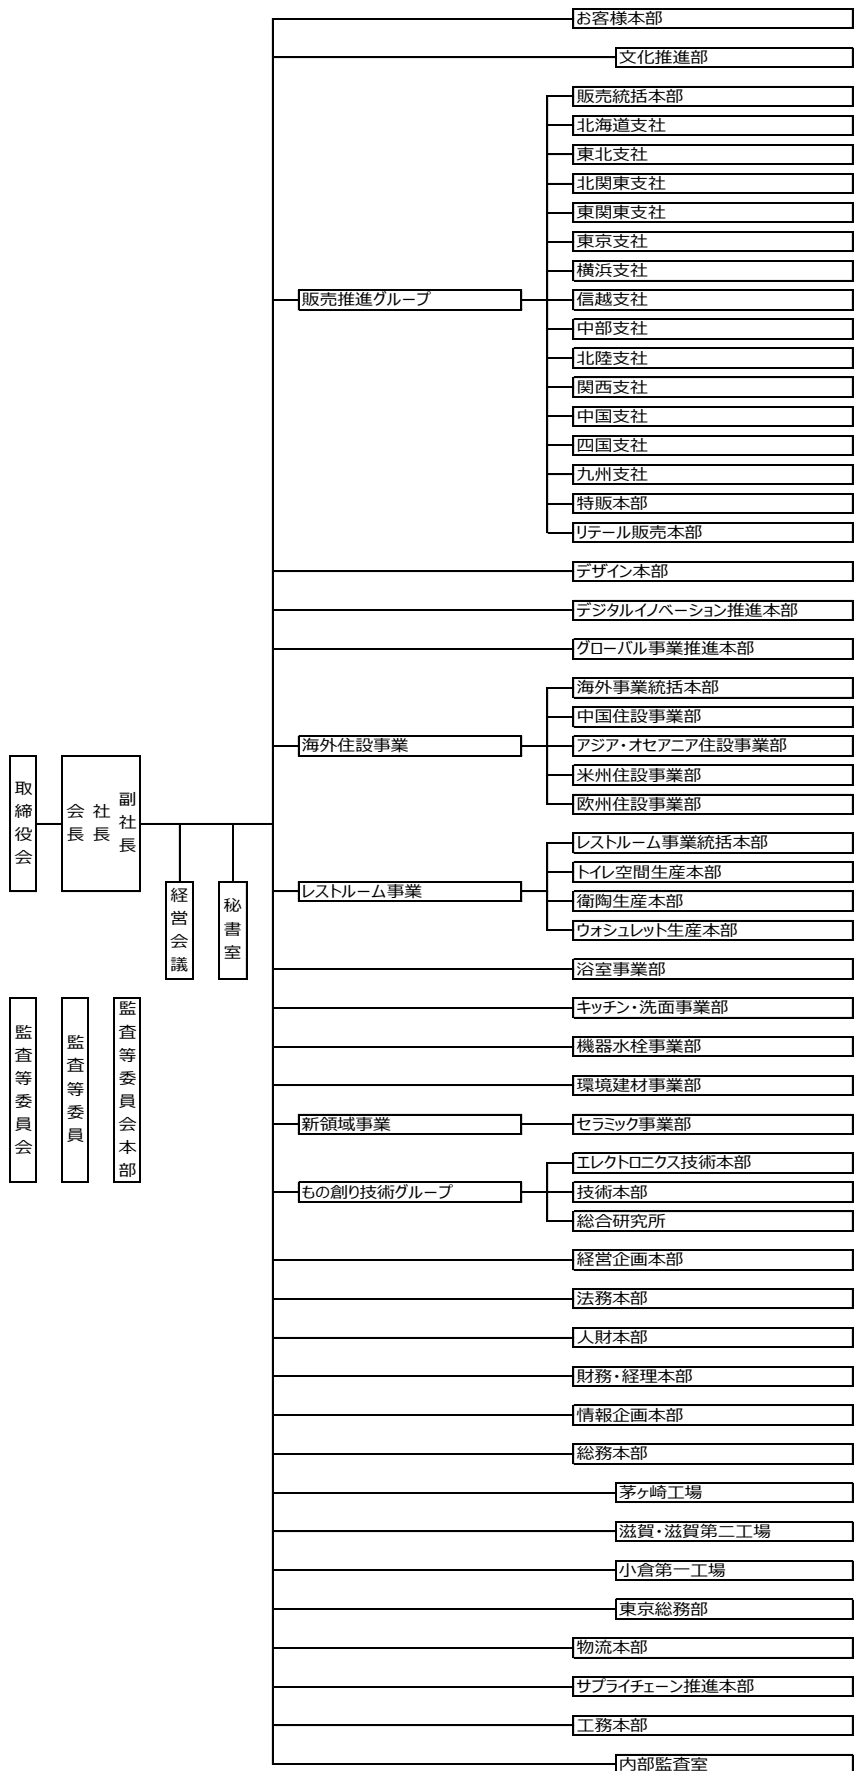 お客様本部
文化推進部
販売推進グループ
販売統括本部
北海道支社
東北支社
北関東支社
東関東支社
東京支社
横浜支社
信越支社
中部支社
北陸支社
関西支社
中国支社
四国支社
九州支社
特販本部
リテール販売本部
デザイン本部
デジタルイノベーション推進本部
グローバル事業推進本部
海外住設事業
海外事業統括本部
中国住設事業部
アジア・オセアニア住設事業部
米州住設事業部
欧州住設事業部
取締役会
会長
社長
副社長
経営会議
秘書室
レストルーム事業
レストルーム事業統括本部
トイレ空間生産本部
衛陶生産本部
ウォシュレット生産本部
浴室事業部
キッチン・洗面事業部
機器水栓事業部
環境建材事業部
監査等委員会
監査等委員
監査等委員会本部
新領域事業
セラミック事業部
もの創り技術グループ
エレクトロニクス技術本部
技術本部
総合研究所
経営企画本部
法務本部
人財本部
財務・経理本部
情報企画本部
総務本部
茅ヶ崎工場
滋賀・滋賀第二工場
小倉第一工場
東京総務部
物流本部
サプライチェーン推進本部
工務本部
内部監査室